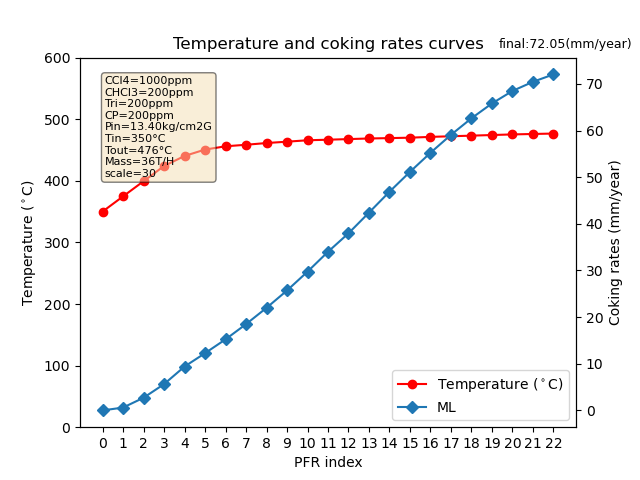 Temperature and coking rates curves
final:72.05(mm/year)
CCl4=1000ppm
CHCl3=200ppm
Tri=200ppm
CP=200ppm
Pin=13.40kg/cm2G
Tin=350°C
Tout=476°C
Mass=36T/H
scale=30
Temperature (°C)
600
500
400
300
200
100
0
70
60
50
40
30
20
10
0
Coking rates (mm/year)
Temperature (°C)
ML
0 1 2 3 4 5 6 7 8 9 10 11 12 13 14 15 16 17 18 19 20 21 22
PFR index